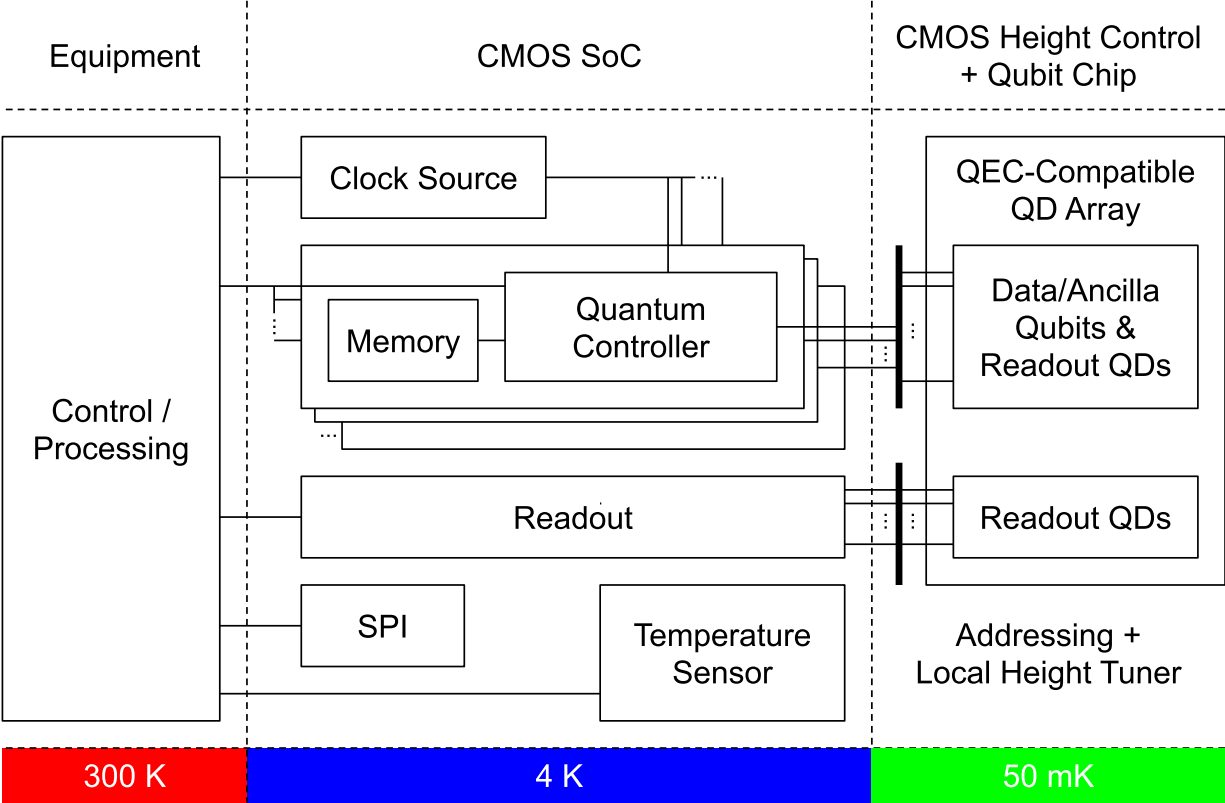 Equipment
CMOS SoC
CMOS Height Control
+ Qubit Chip
Clock Source
...
QEC-Compatible
QD Array
Memory
Quantum
Controller
...
...
...
...
Data/Ancilla
Qubits &
Readout QDs
Control /
Processing
Readout
...
...
Readout QDs
SPI
Temperature
Sensor
Addressing +
Local Height Tuner
300 K
4 K
50 mK